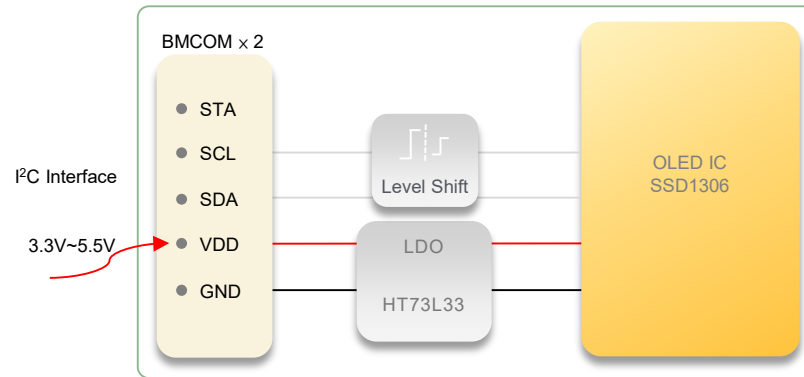 BMCOM × 2
STA
SCL
I²C Interface
SDA
3.3V~5.5V
VDD
GND
Level Shift
LDO
HT73L33
OLED IC
SSD1306